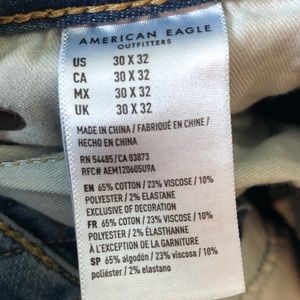 AMERICAN EAGLE
OUTFITTERS
US 30 X 32
CA 30 X 32
MX 30 X 32
UK 30 X 32
MADE IN CHINA / FABRIQUÉ EN CHINE /
HECHO EN CHINA
RN 54485/ CA 03873
RFC# AEM120605U9A
EN 65% COTTON / 23% VISCOSE / 10%
POLYESTER / 2% ELASTANE
EXCLUSIVE OF DECORATION
FR 65% COTON / 23% VISCOSE / 10%
POLYESTER / 2% ÉLASTHANNE
À L'EXCEPTION DE LA GARNITURE
SP 65% algodón / 23% viscosa / 10%
poliéster / 2% elastano